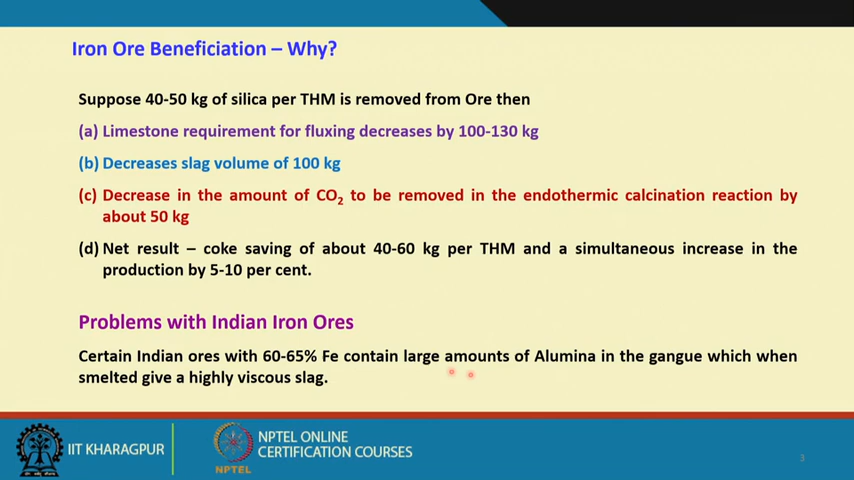 Iron Ore Beneficiation – Why?
Suppose 40-50 kg of silica per THM is removed from Ore then
(a) Limestone requirement for fluxing decreases by 100-130 kg
(b) Decreases slag volume of 100 kg
(c) Decrease in the amount of CO₂ to be removed in the endothermic calcination reaction by
about 50 kg
(d) Net result – coke saving of about 40-60 kg per THM and a simultaneous increase in the
production by 5-10 per cent.
Problems with Indian Iron Ores
Certain Indian ores with 60-65% Fe contain large amounts of Alumina in the gangue which when
smelted give a highly viscous slag.
IIT KHARAGPUR
NPTEL
NPTEL ONLINE
CERTIFICATION COURSES
3